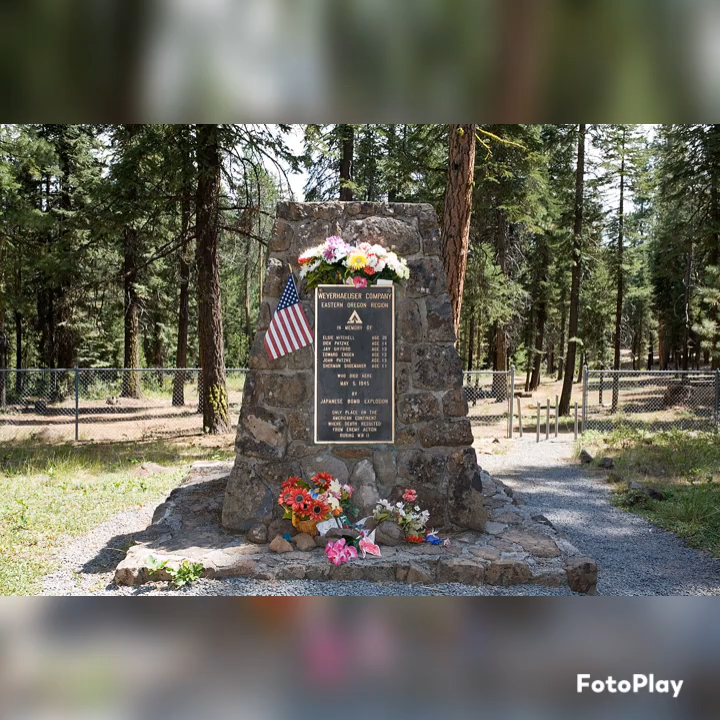 WEYERHAEUSER COMPANY
EASTERN OREGON REGION
IN MEMORY OF
ELSIE MITCHELL AGE 26
DICK PATZKE AGE 14
JAY GIFFORD AGE 13
EDWARD ENGEN AGE 13
JOAN PATZKE AGE 13
SHERMAN SHOEMAKER AGE 11
WHO DIED HERE
MAY 5, 1945
BY
JAPANESE BOMB EXPLOSION
ONLY PLACE ON THE
AMERICAN CONTINENT
WHERE DEATH RESULTED
FROM ENEMY ACTION
DURING WW II
FotoPlay